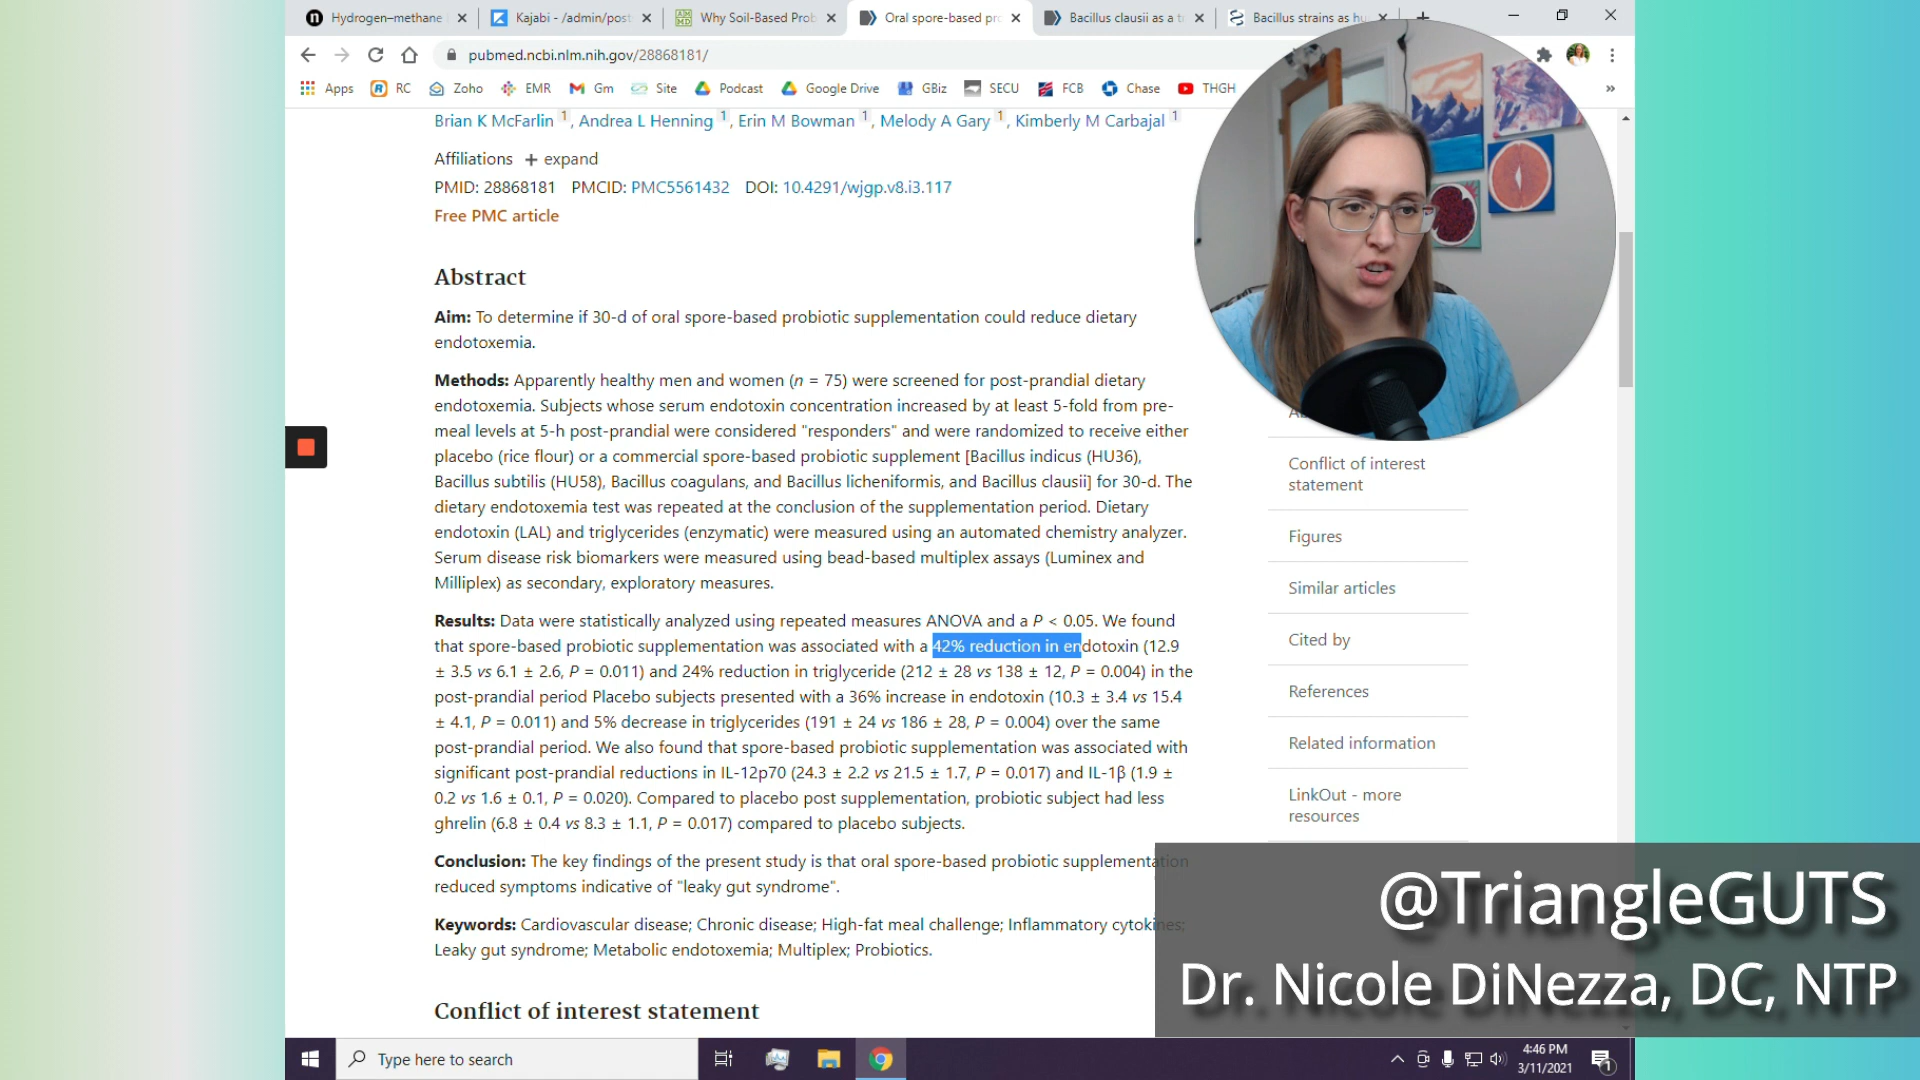 Hydrogen–methane
Kajabi - /admin/post
Why Soil-Based Prob
Oral spore-based pro
Bacillus clausii as a t
Bacillus strains as hu
pubmed.ncbi.nlm.nih.gov/28868181/
Apps RC Zoho EMR Gm Site Podcast Google Drive GBiz SECU FCB Chase THGH
Brian K McFarlin 1, Andrea L Henning 1, Erin M Bowman 1, Melody A Gary 1, Kimberly M Carbajal 1
Affiliations + expand
PMID: 28868181 PMCID: PMC5561432 DOI: 10.4291/wjgp.v8.i3.117
Free PMC article
Abstract
Aim: To determine if 30-d of oral spore-based probiotic supplementation could reduce dietary
endotoxemia.
Methods: Apparently healthy men and women (n = 75) were screened for post-prandial dietary
endotoxemia. Subjects whose serum endotoxin concentration increased by at least 5-fold from pre-
meal levels at 5-h post-prandial were considered "responders" and were randomized to receive either
placebo (rice flour) or a commercial spore-based probiotic supplement [Bacillus indicus (HU36),
Bacillus subtilis (HU58), Bacillus coagulans, and Bacillus licheniformis, and Bacillus clausii] for 30-d. The
dietary endotoxemia test was repeated at the conclusion of the supplementation period. Dietary
endotoxin (LAL) and triglycerides (enzymatic) were measured using an automated chemistry analyzer.
Serum disease risk biomarkers were measured using bead-based multiplex assays (Luminex and
Milliplex) as secondary, exploratory measures.
Results: Data were statistically analyzed using repeated measures ANOVA and a P < 0.05. We found
that spore-based probiotic supplementation was associated with a 42% reduction in endotoxin (12.9
± 3.5 vs 6.1 ± 2.6, P = 0.011) and 24% reduction in triglyceride (212 ± 28 vs 138 ± 12, P = 0.004) in the
post-prandial period Placebo subjects presented with a 36% increase in endotoxin (10.3 ± 3.4 vs 15.4
± 4.1, P = 0.011) and 5% decrease in triglycerides (191 ± 24 vs 186 ± 28, P = 0.004) over the same
post-prandial period. We also found that spore-based probiotic supplementation was associated with
significant post-prandial reductions in IL-12p70 (24.3 ± 2.2 vs 21.5 ± 1.7, P = 0.017) and IL-1β (1.9 ±
0.2 vs 1.6 ± 0.1, P = 0.020). Compared to placebo post supplementation, probiotic subject had less
ghrelin (6.8 ± 0.4 vs 8.3 ± 1.1, P = 0.017) compared to placebo subjects.
Conclusion: The key findings of the present study is that oral spore-based probiotic supplementation
reduced symptoms indicative of "leaky gut syndrome".
Keywords: Cardiovascular disease; Chronic disease; High-fat meal challenge; Inflammatory cytokines;
Leaky gut syndrome; Metabolic endotoxemia; Multiplex; Probiotics.
Conflict of interest statement
Conflict of interest
statement
Figures
Similar articles
Cited by
References
Related information
LinkOut - more
resources
@TriangleGUTS
Dr. Nicole DiNezza, DC, NTP
Type here to search
4:46 PM
3/11/2021
1